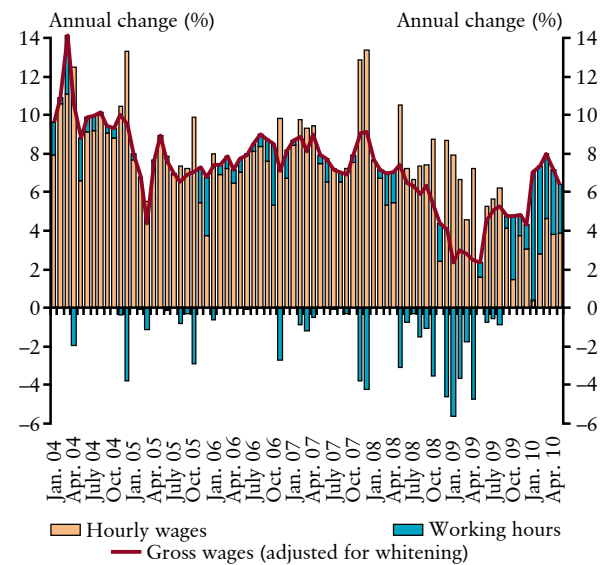 Annual change (%) Annual change (%)
14 14
12 12
10 10
8 8
6 6
4 4
2 2
0 0
−2 −2
−4 −4
−6 −6
Jan. 04
Apr. 04
July 04
Oct. 04
Jan. 05
Apr. 05
July 05
Oct. 05
Jan. 06
Apr. 06
July 06
Oct. 06
Jan. 07
Apr. 07
July 07
Oct. 07
Jan. 08
Apr. 08
July 08
Oct. 08
Jan. 09
Apr. 09
July 09
Oct. 09
Jan. 10
Apr. 10
Hourly wages Working hours
Gross wages (adjusted for whitening)